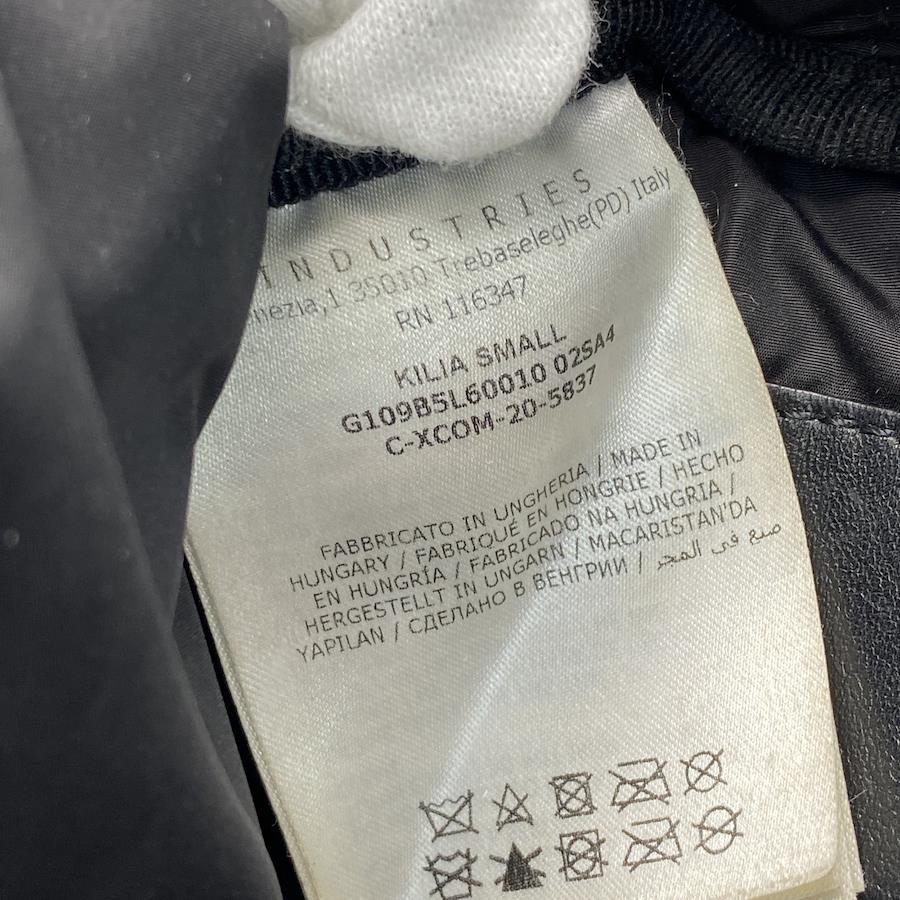 INDUSTRIES
nezia,1 35010 Trebaseleghe(PD) Italy
RN 116347
KILIA SMALL
G109B5L60010 02SA4
C-XCOM-20-5837
FABBRICATO IN UNGHERIA / MADE IN
HUNGARY / FABRIQUÉ EN HONGRIE / HECHO
EN HUNGRÍA / FABRICADO NA HUNGRIA /
HERGESTELLT IN UNGARN / MACARISTAN'DA
YAPILAN / СДЕЛАНО В ВЕНГРИИ / صنع في المجر